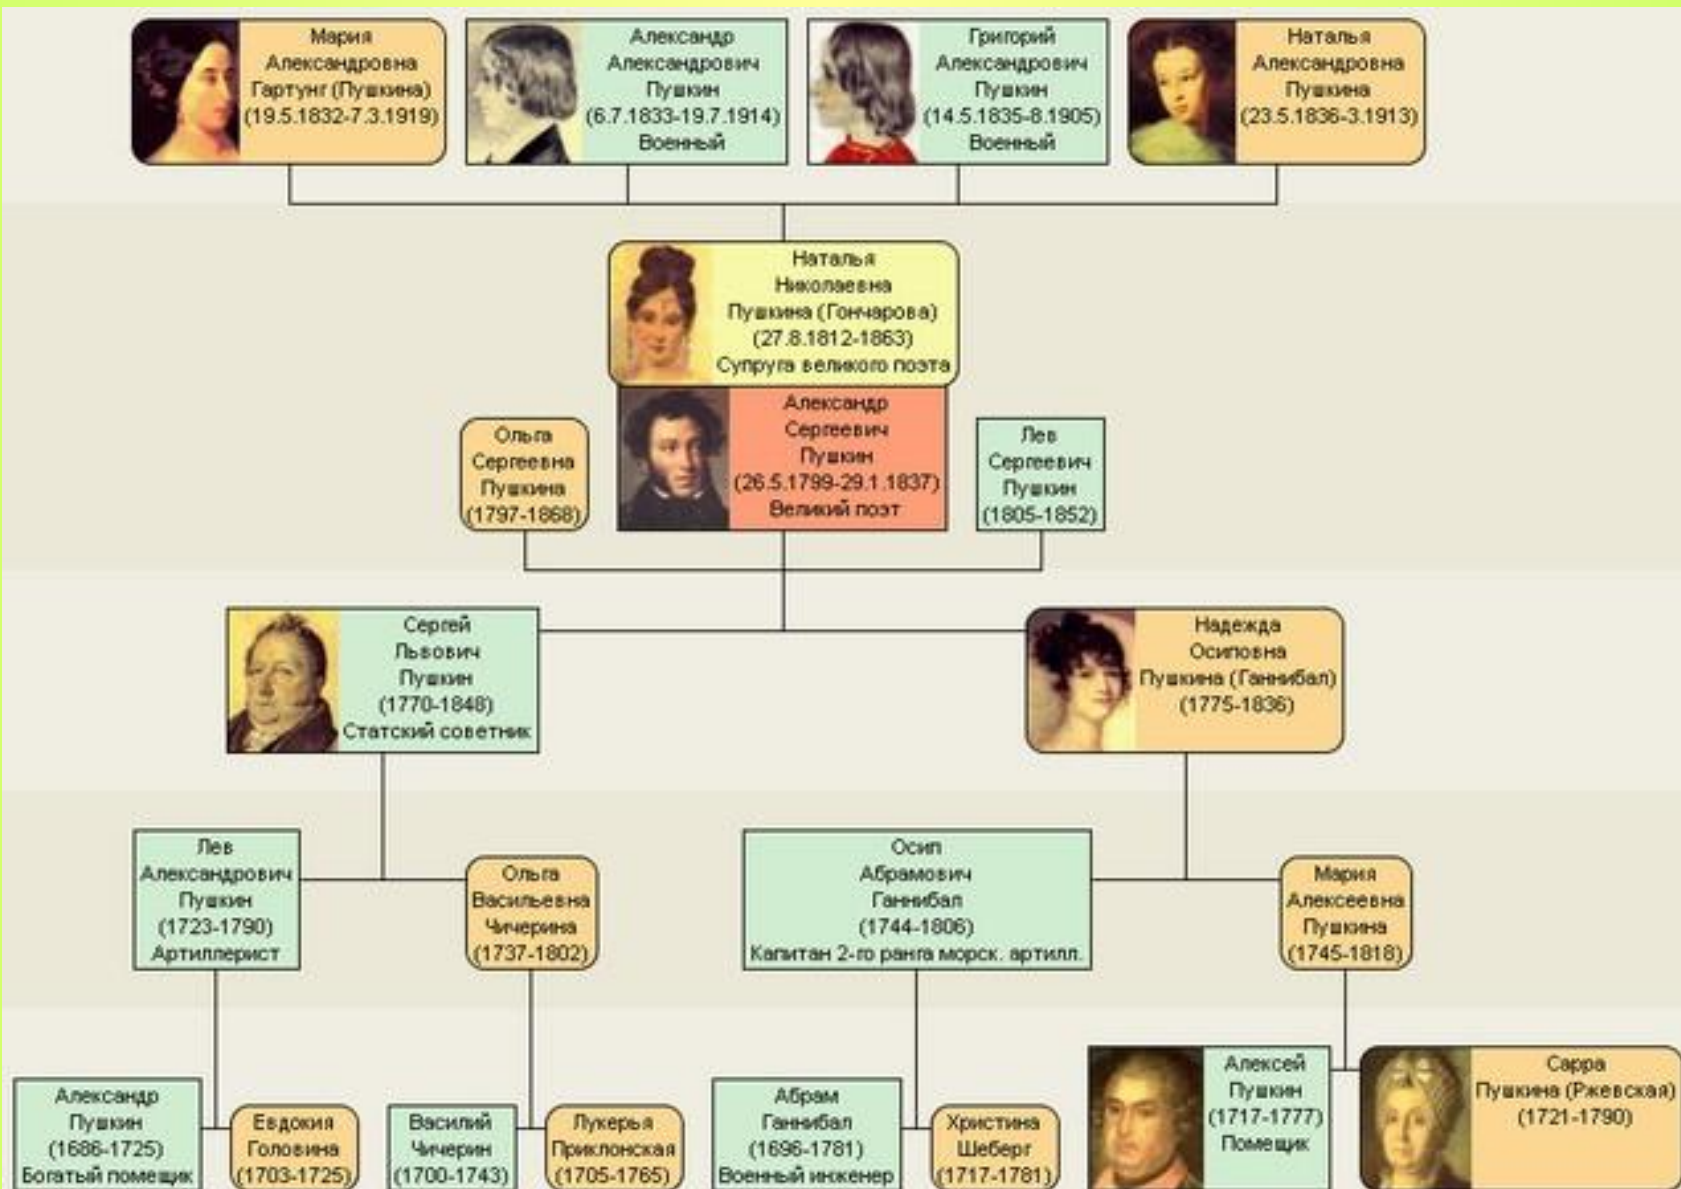 Мария
Александровна
Гартунг (Пушкина)
(19.5.1832-7.3.1919)
Александр
Александрович
Пушкин
(6.7.1833-19.7.1914)
Военный
Григорий
Александрович
Пушкин
(14.5.1835-8.1905)
Военный
Наталья
Александровна
Пушкина
(23.5.1836-3.1913)
Наталья
Николаевна
Пушкина (Гончарова)
(27.8.1812-1863)
Супруга великого поэта
Ольга
Сергеевна
Пушкина
(1797-1868)
Александр
Сергеевич
Пушкин
(26.5.1799-29.1.1837)
Великий поэт
Лев
Сергеевич
Пушкин
(1805-1852)
Сергей
Львович
Пушкин
(1770-1848)
Статский советник
Надежда
Осиповна
Пушкина (Ганнибал)
(1775-1836)
Лев
Александрович
Пушкин
(1723-1790)
Артиллерист
Ольга
Васильевна
Чичерина
(1737-1802)
Осип
Абрамович
Ганнибал
(1744-1806)
Капитан 2-го ранга морск. артилл.
Мария
Алексеевна
Пушкина
(1745-1818)
Александр
Пушкин
(1686-1725)
Богатый помещик
Евдокия
Головина
(1703-1725)
Василий
Чичерин
(1700-1743)
Лукерья
Приклонская
(1705-1765)
Абрам
Ганнибал
(1696-1781)
Военный инженер
Христина
Шеберг
(1717-1781)
Алексей
Пушкин
(1717-1777)
Помещик
Сарра
Пушкина (Ржевская)
(1721-1790)